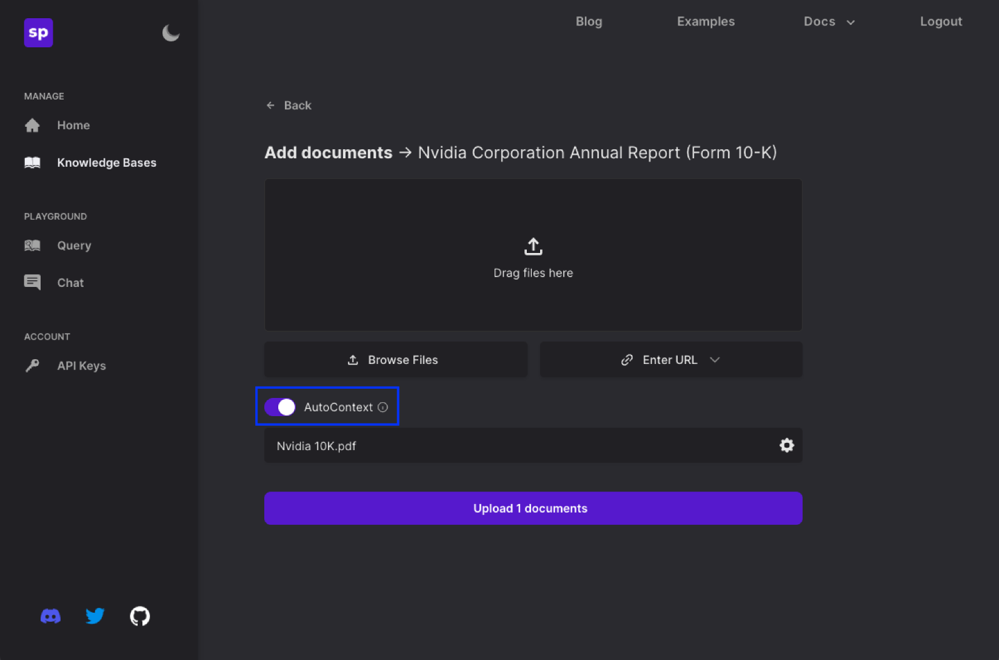 sp
MANAGE
Home
Knowledge Bases
PLAYGROUND
Query
Chat
ACCOUNT
API Keys
Blog
Examples
Docs
Logout
← Back
Add documents → Nvidia Corporation Annual Report (Form 10-K)
Drag files here
Browse Files
Enter URL
AutoContext
Nvidia 10K.pdf
Upload 1 documents